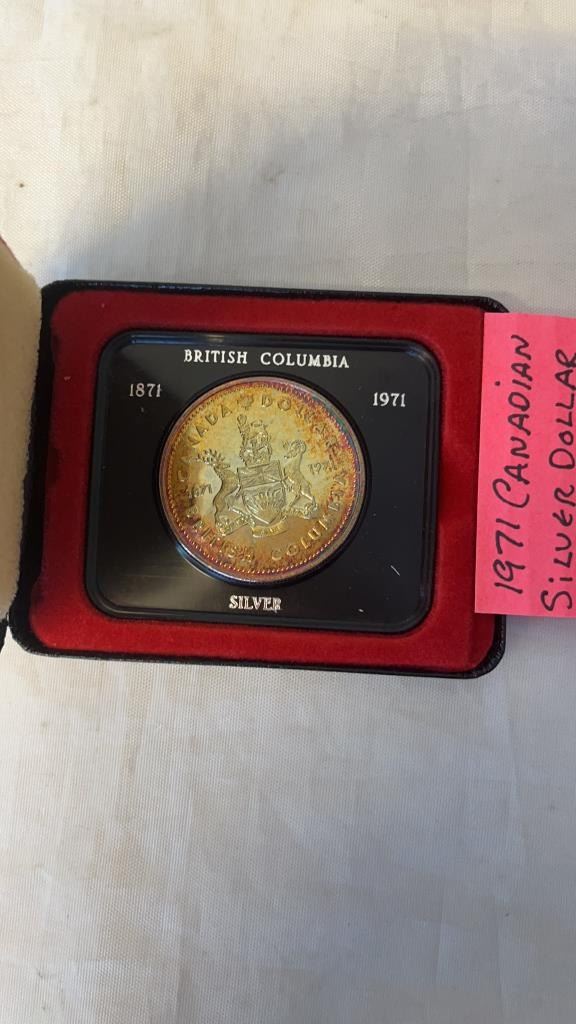 BRITISH COLUMBIA
1871
1971
CANADA DOLLAR
1871
1971
BRITISH COLUMBIA
SILVER
1971 CANADIAN
SILVER DOLLAR